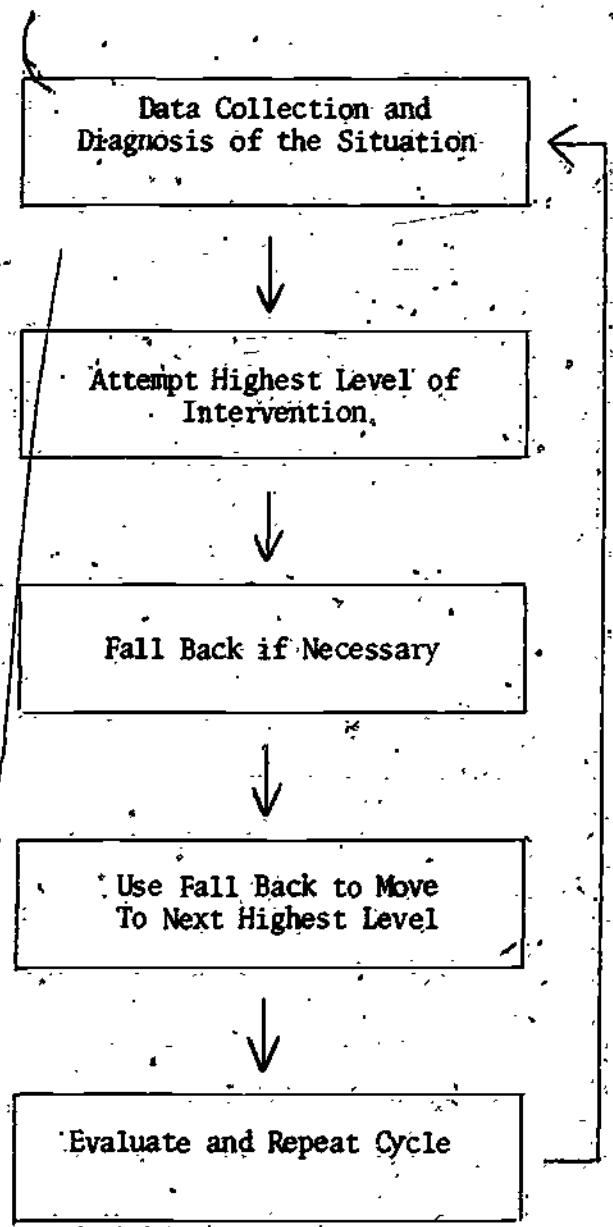 Data Collection and
Diagnosis of the Situation
Attempt Highest Level of
Intervention
Fall Back if Necessary
Use Fall Back to Move
To Next Highest Level
Evaluate and Repeat Cycle